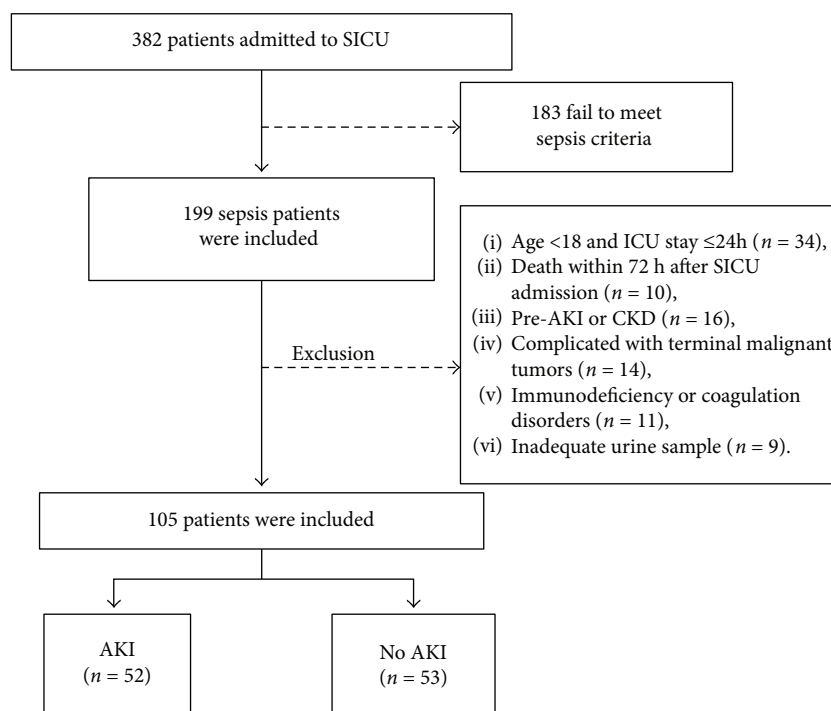 382 patients admitted to SICU
183 fail to meet
sepsis criteria
199 sepsis patients
were included
Exclusion
(i) Age <18 and ICU stay ≤24h (n = 34),
(ii) Death within 72 h after SICU
admission (n = 10),
(iii) Pre-AKI or CKD (n = 16),
(iv) Complicated with terminal malignant
tumors (n = 14),
(v) Immunodeficiency or coagulation
disorders (n = 11),
(vi) Inadequate urine sample (n = 9).
105 patients were included
AKI
(n = 52)
No AKI
(n = 53)